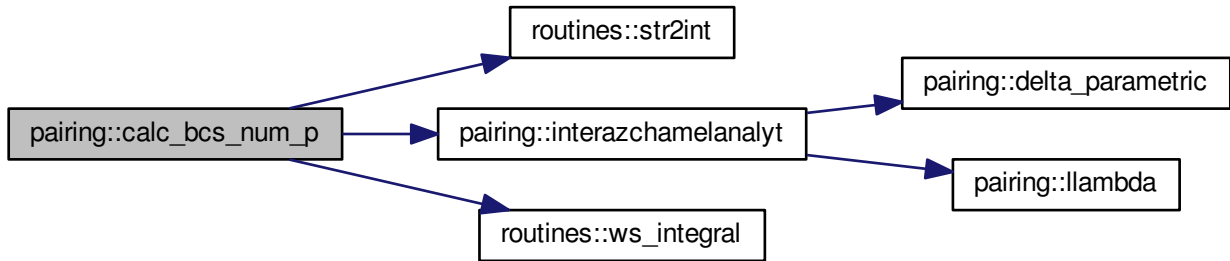 routines::str2int
pairing::delta_parametric
pairing::calc_bcs_num_p
pairing::interazchamelanalyt
pairing::llambda
routines::ws_integral